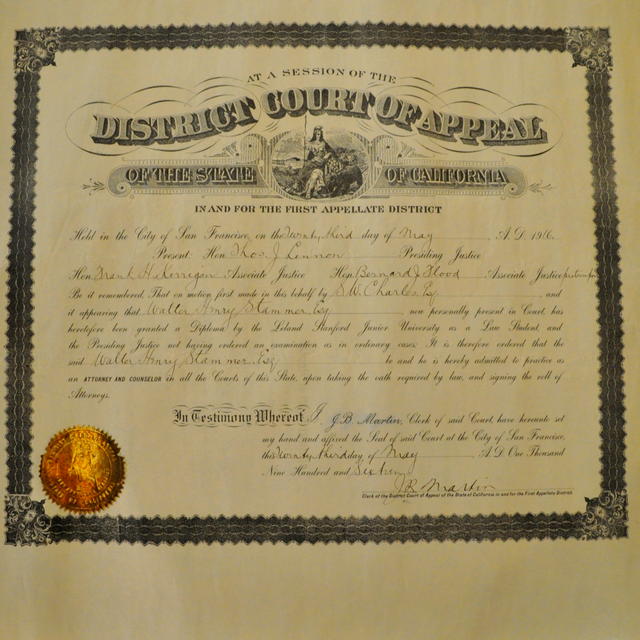 AT A SESSION OF THE
DISTRICT COURT OF APPEAL
OF THE STATE OF CALIFORNIA
IN AND FOR THE FIRST APPELLATE DISTRICT
Held in the City of San Francisco, on the Twenty third day of May A.D. 1916.
Present: Hon. Thos. J. Lennon Presiding Justice
Hon. Frank H. Kerrigan Associate Justice Hon. Bernard J. Flood Associate Justice pro tem
Be it remembered, That on motion first made in this behalf by S.W. Charles, Esq and
it appearing that Walter Henry Stammer, Esq now personally present in Court, has
heretofore been granted a Diploma by the Leland Stanford Junior University as a Law Student, and
the Presiding Justice not having ordered an examination as in ordinary cases: It is therefore ordered that the
said Walter Henry Stammer, Esq. be and he is hereby admitted to practice as
an ATTORNEY AND COUNSELOR in all the Courts of this State, upon taking the oath required by law, and signing the roll of
Attorneys.
In Testimony Whereof I, J.B. Martin, Clerk of said Court, have hereunto set
my hand and affixed the Seal of said Court at the City of San Francisco,
this Twenty third day of May A.D. One Thousand
Nine Hundred and Sixteen
J.B. Martin
Clerk of the District Court of Appeal of the State of California in and for the First Appellate District.